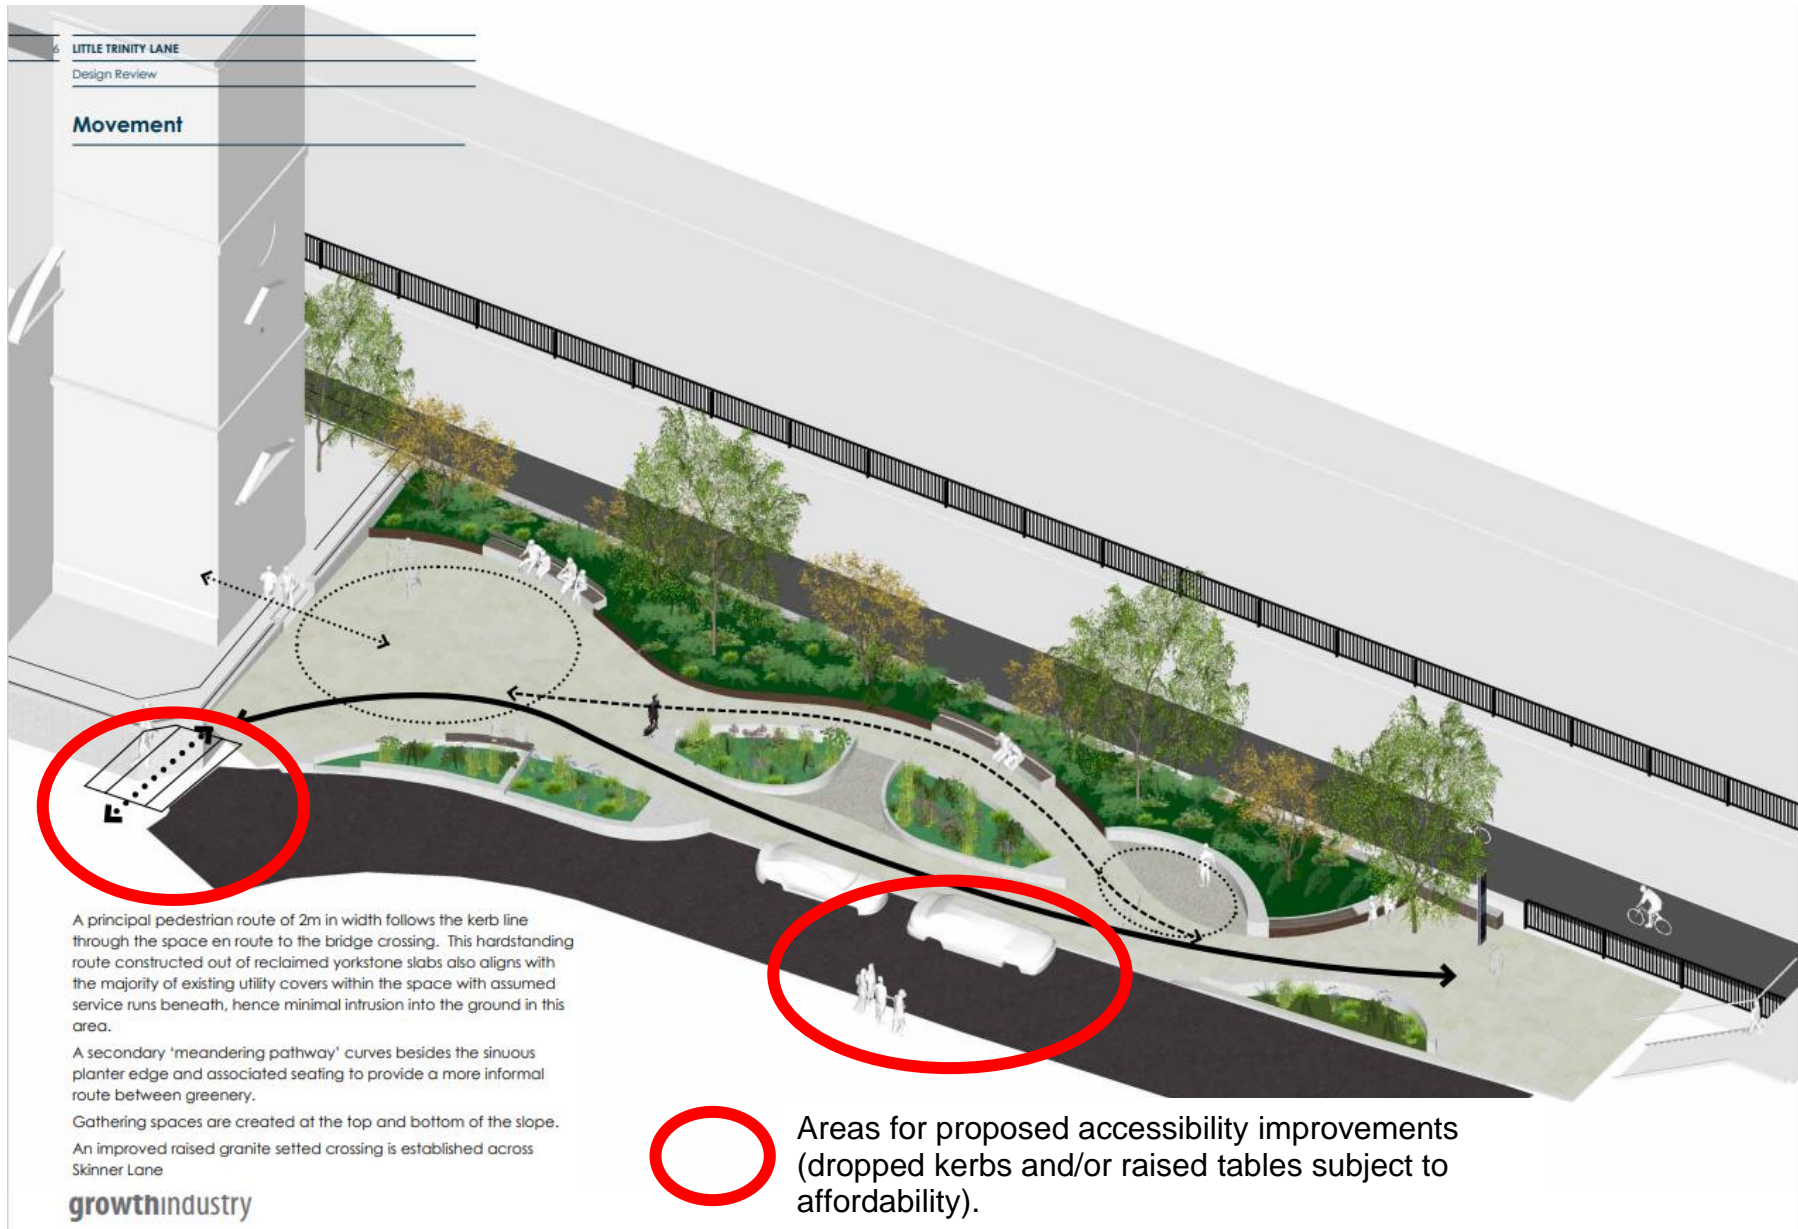 6 LITTLE TRINITY LANE
Design Review
Movement
A principal pedestrian route of 2m in width follows the kerb line
through the space en route to the bridge crossing. This hardstanding
route constructed out of reclaimed yorkstone slabs also aligns with
the majority of existing utility covers within the space with assumed
service runs beneath, hence minimal intrusion into the ground in this
area.
A secondary 'meandering pathway' curves besides the sinuous
planter edge and associated seating to provide a more informal
route between greenery.
Gathering spaces are created at the top and bottom of the slope.
An improved raised granite setted crossing is established across
Skinner Lane
growthindustry
Areas for proposed accessibility improvements
(dropped kerbs and/or raised tables subject to
affordability).